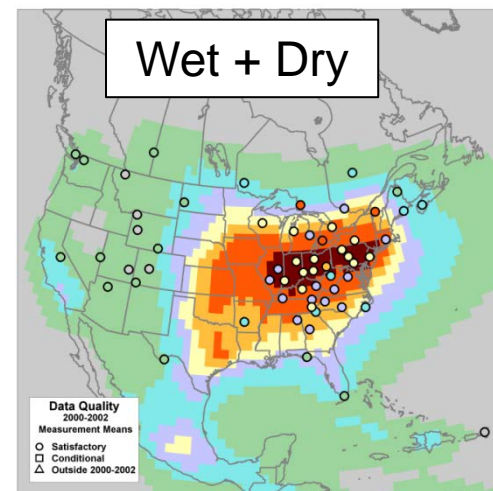 Wet + Dry
Data Quality
2000-2002
Measurement Means
Satisfactory
Conditional
Outside 2000-2002